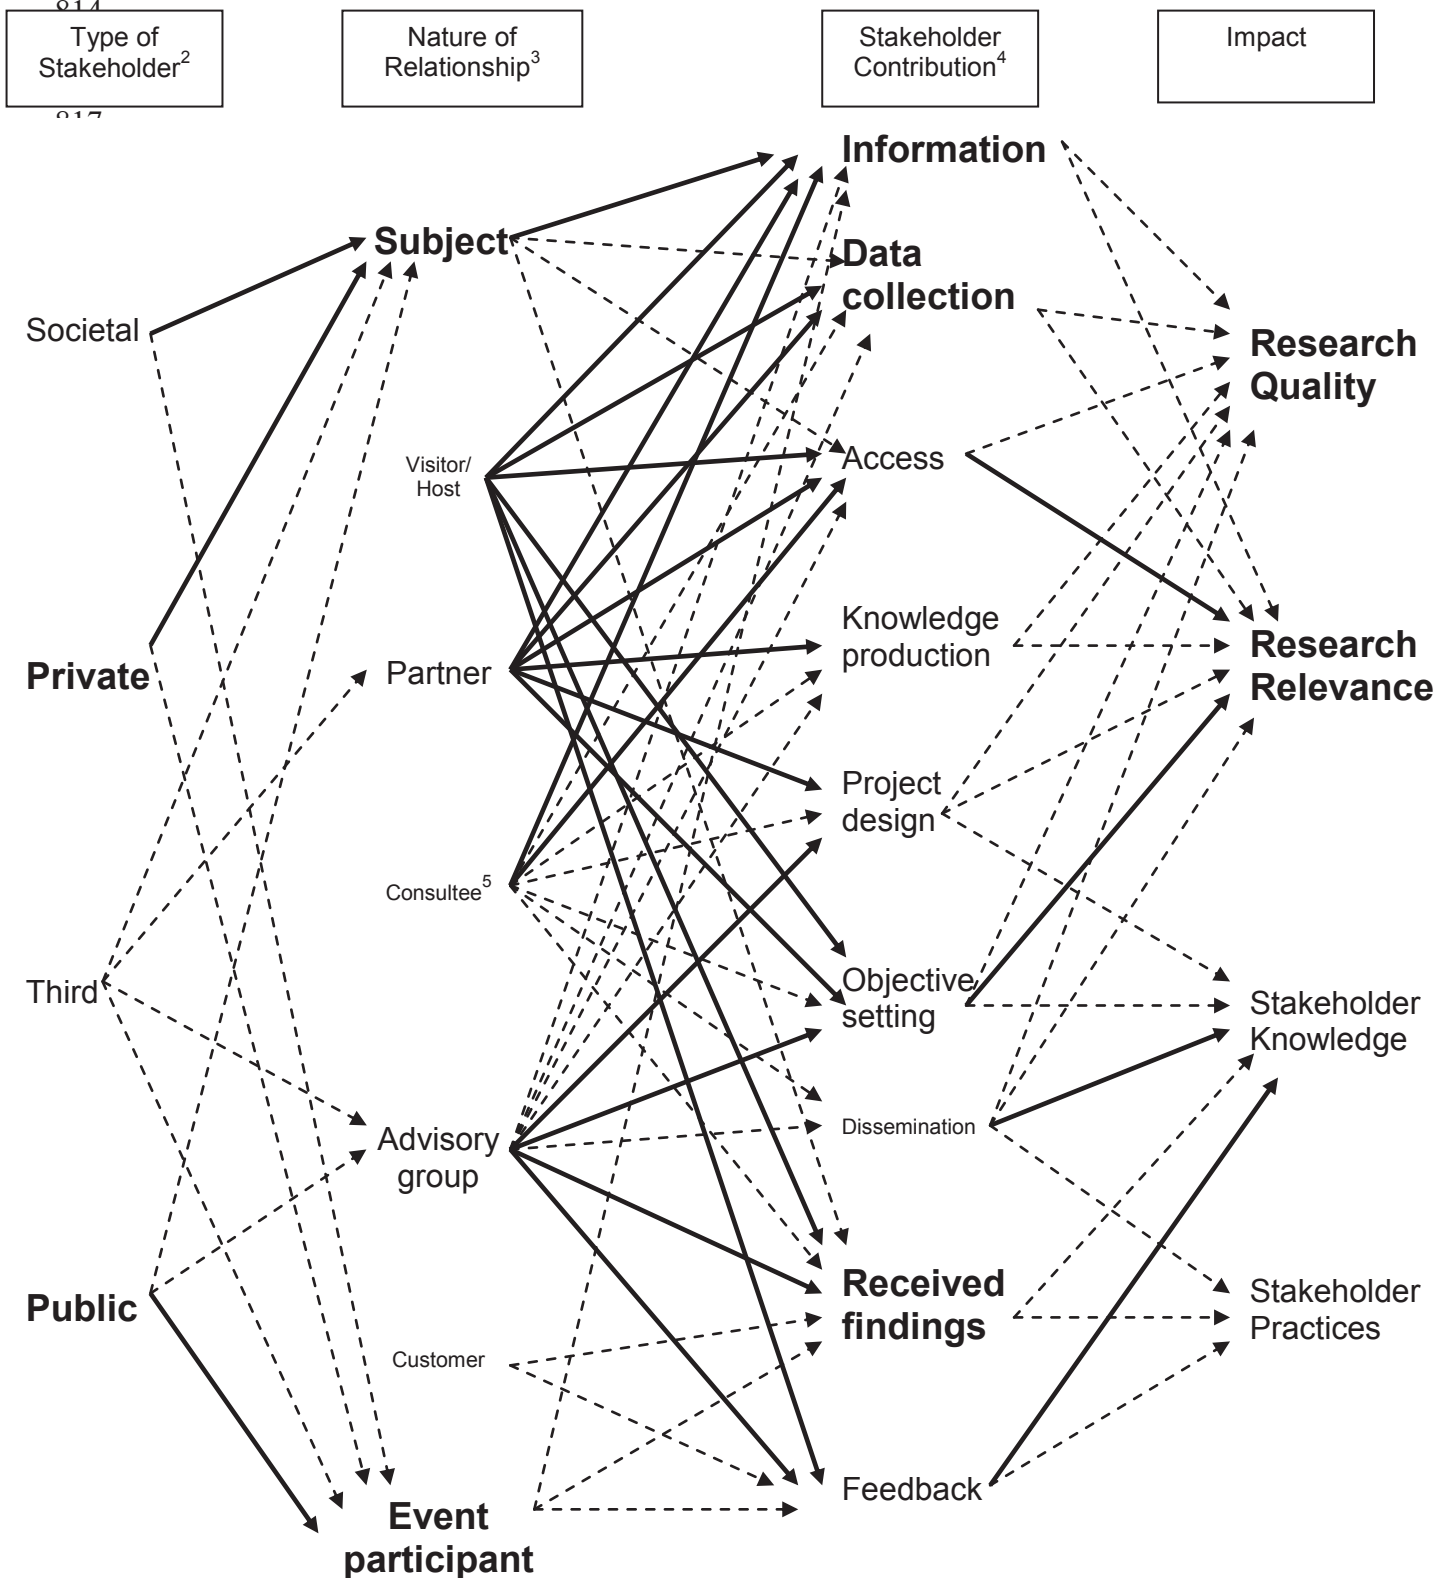 814
Type of
Stakeholder2
Nature of
Relationship3
Stakeholder
Contribution4
Impact
817
Information
Subject
Data
collection
Societal
Research
Quality
Visitor/
Host
Access
Knowledge
production
Research
Relevance
Private
Partner
Project
design
Consultee5
Third
Objective
setting
Stakeholder
Knowledge
Dissemination
Advisory
group
Public
Received
findings
Stakeholder
Practices
Customer
Feedback
Event
participant